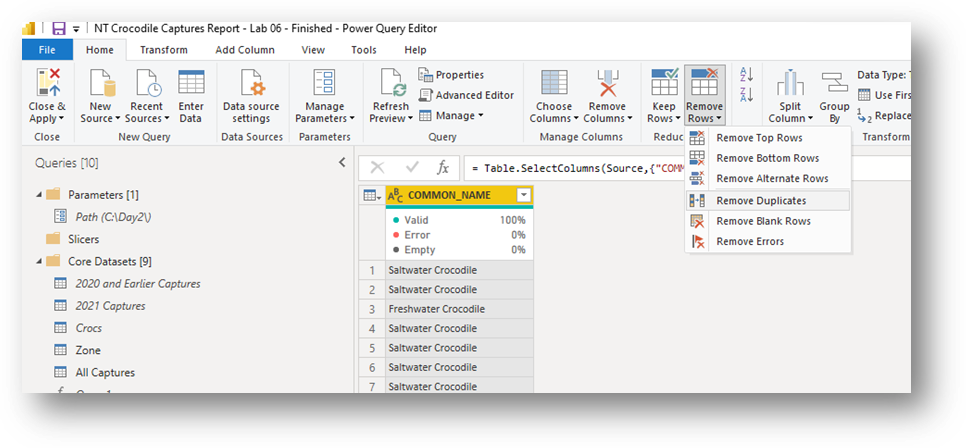 NT Crocodile Captures Report - Lab 06 - Finished - Power Query Editor
File Home Transform Add Column View Tools Help
Close & Apply
New Source
Recent Sources
Enter Data
Data source settings
Manage Parameters
Refresh Preview
Properties
Advanced Editor
Manage
Choose Columns
Remove Columns
Keep Rows
Remove Rows
A
Z
Z
A
Split Column
Group By
Data Type:
Use Firs
1 2 Replace
Close
New Query
Data Sources
Parameters
Query
Manage Columns
Reduc
Transform
Remove Top Rows
Remove Bottom Rows
Remove Alternate Rows
Remove Duplicates
Remove Blank Rows
Remove Errors
Queries [10]
Parameters [1]
Path (C:\Day2\)
Slicers
Core Datasets [9]
2020 and Earlier Captures
2021 Captures
Crocs
Zone
All Captures
fx
= Table.SelectColumns(Source,{"COMM
ABC COMMON_NAME
Valid 100%
Error 0%
Empty 0%
1 Saltwater Crocodile
2 Saltwater Crocodile
3 Freshwater Crocodile
4 Saltwater Crocodile
5 Saltwater Crocodile
6 Saltwater Crocodile
7 Saltwater Crocodile